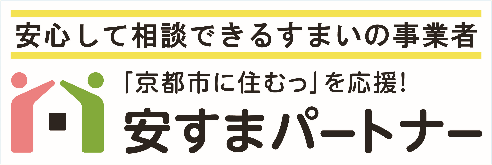 安心して相談できるすまいの事業者
「京都市に住むっ」を応援!
安すまパートナー